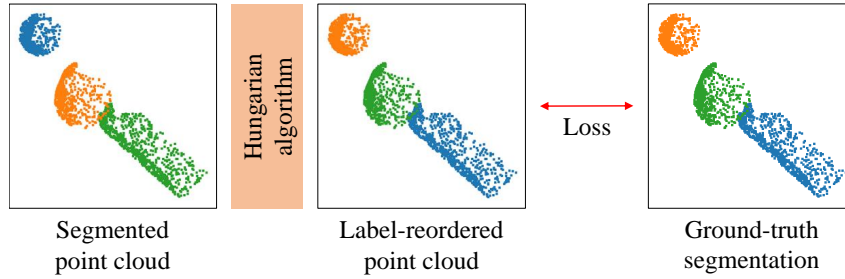 Hungarian
algorithm
Loss
Segmented
point cloud
Label-reordered
point cloud
Ground-truth
segmentation